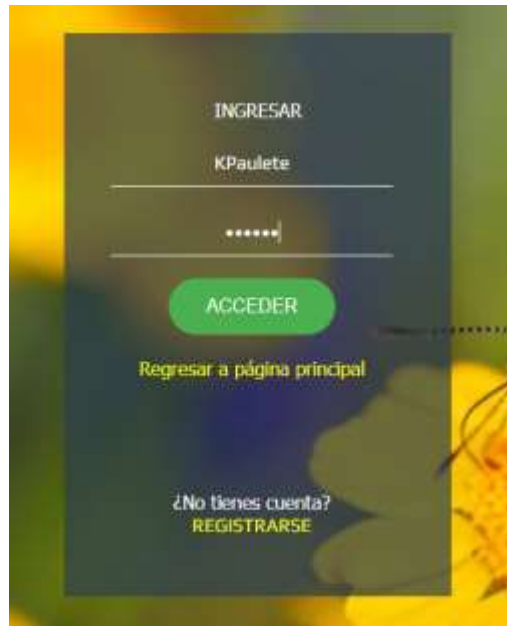 INGRESAR
KPaulete
••••••
ACCEDER
Regresar a página principal
¿No tienes cuenta?
REGISTRARSE